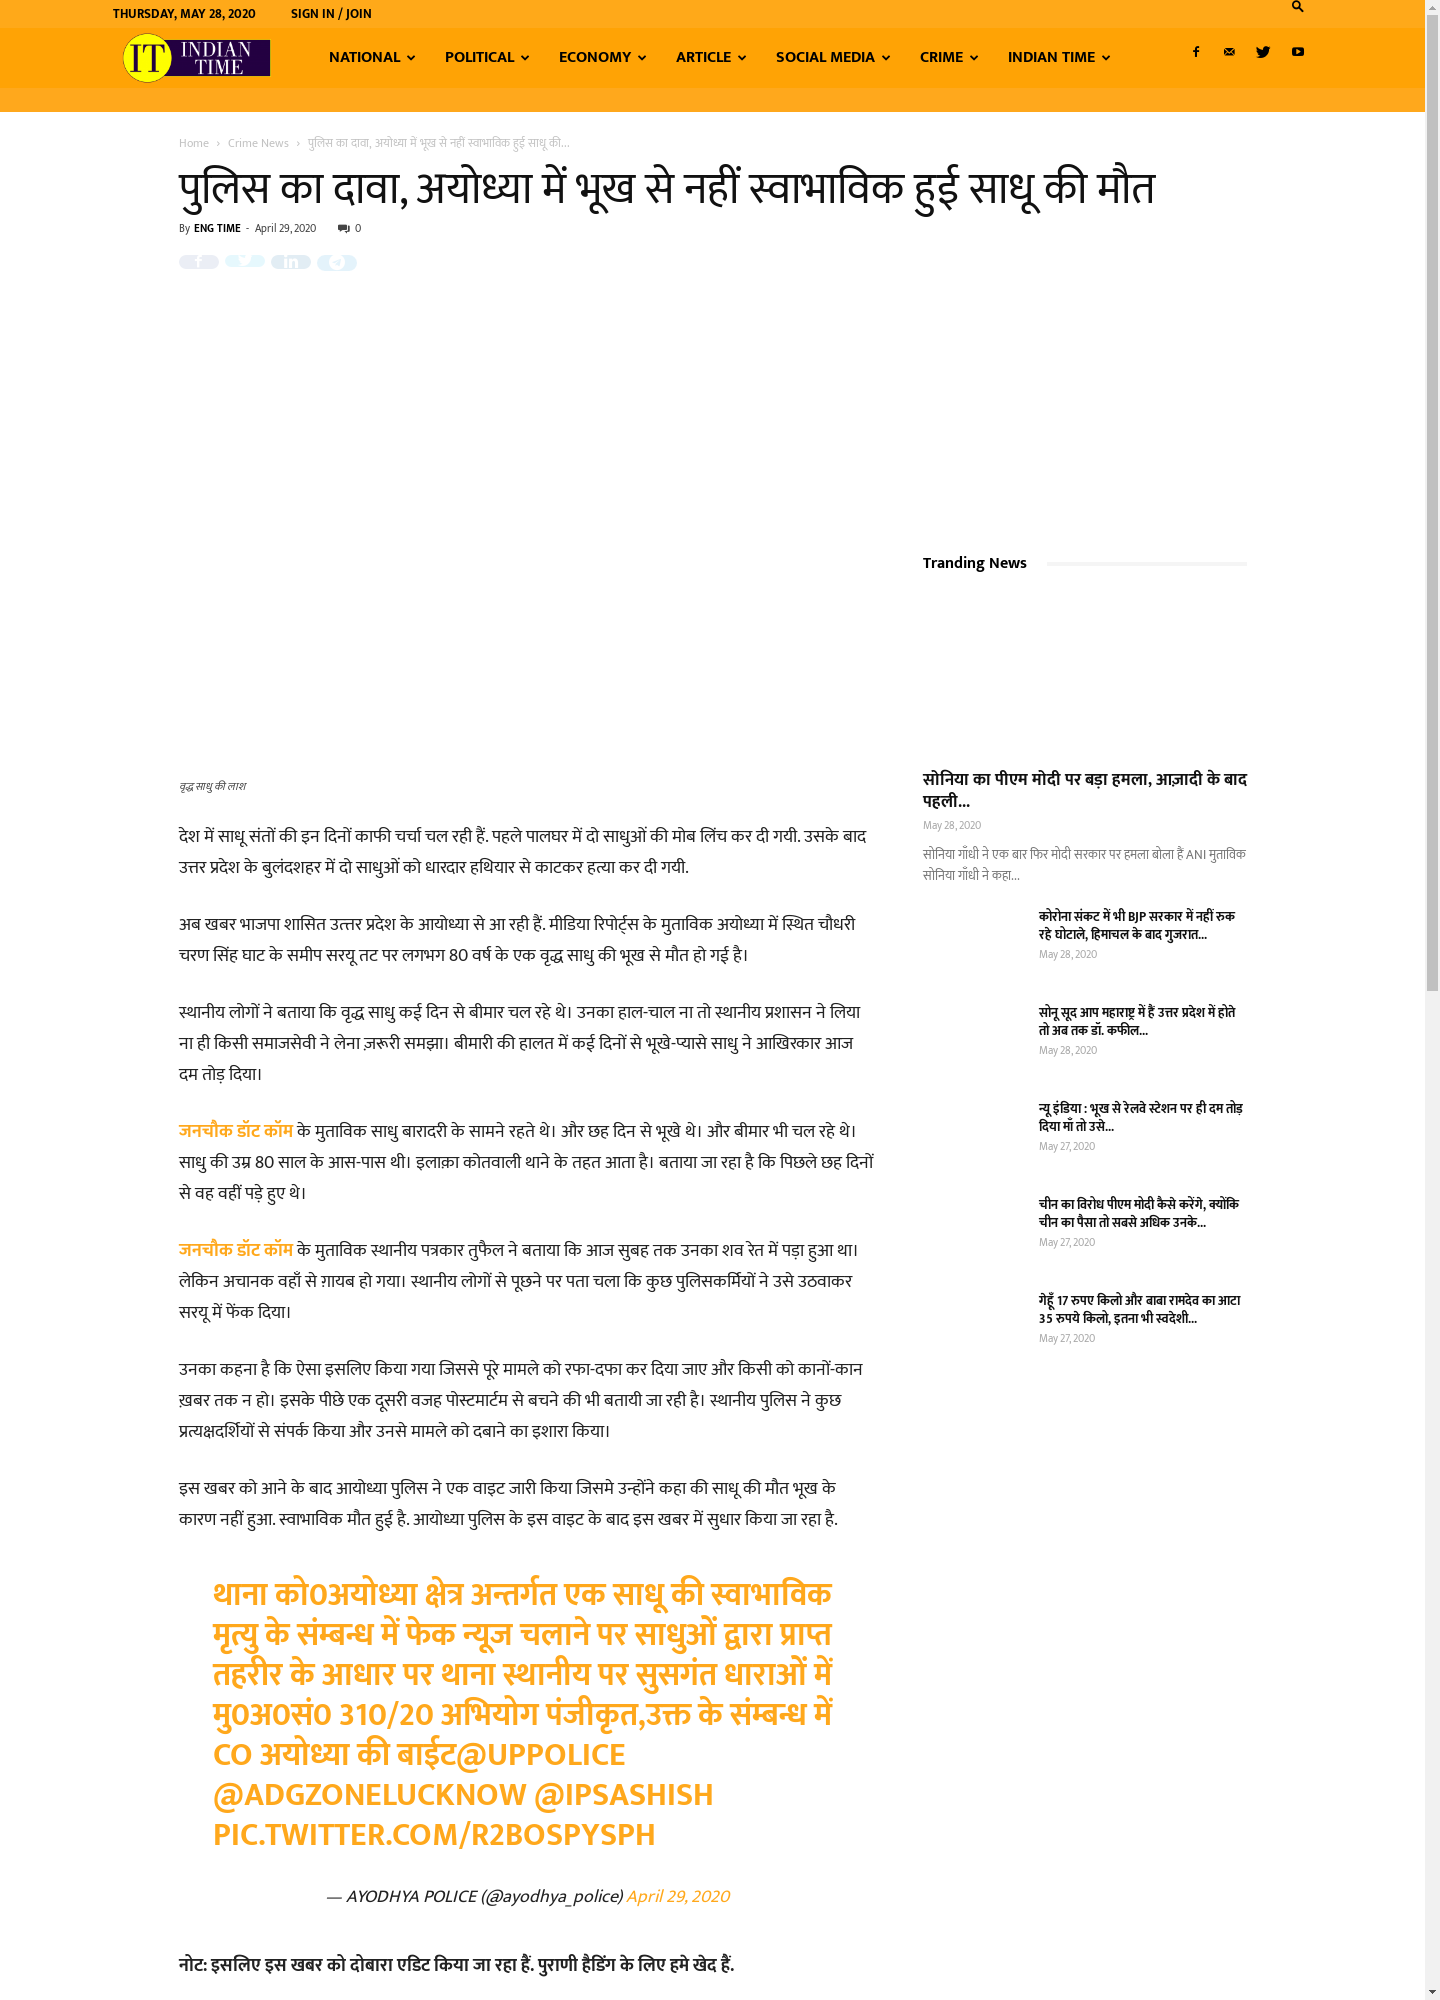 THURSDAY, MAY 28, 2020 SIGN IN / JOIN
IT INDIAN TIME
NATIONAL POLITICAL ECONOMY ARTICLE SOCIAL MEDIA CRIME INDIAN TIME
Home › Crime News › पुलिस का दावा, अयोध्या में भूख से नहीं स्वाभाविक हुई साधू की...
पुलिस का दावा, अयोध्या में भूख से नहीं स्वाभाविक हुई साधू की मौत
By ENG TIME - April 29, 2020 0
वृद्ध साधु की लाश
देश में साधू संतों की इन दिनों काफी चर्चा चल रही हैं. पहले पालघर में दो साधुओं की मोब लिंच कर दी गयी. उसके बाद
उत्तर प्रदेश के बुलंदशहर में दो साधुओं को धारदार हथियार से काटकर हत्या कर दी गयी.
अब खबर भाजपा शासित उत्तर प्रदेश के आयोध्या से आ रही हैं. मीडिया रिपोर्ट्स के मुताबिक अयोध्या में स्थित चौधरी
चरण सिंह घाट के समीप सरयू तट पर लगभग 80 वर्ष के एक वृद्ध साधु की भूख से मौत हो गई है।
स्थानीय लोगों ने बताया कि वृद्ध साधु कई दिन से बीमार चल रहे थे। उनका हाल-चाल ना तो स्थानीय प्रशासन ने लिया
ना ही किसी समाजसेवी ने लेना ज़रूरी समझा। बीमारी की हालत में कई दिनों से भूखे-प्यासे साधु ने आखिरकार आज
दम तोड़ दिया।
जनचौक डॉट कॉम के मुताविक साधु बारादरी के सामने रहते थे। और छह दिन से भूखे थे। और बीमार भी चल रहे थे।
साधु की उम्र 80 साल के आस-पास थी। इलाक़ा कोतवाली थाने के तहत आता है। बताया जा रहा है कि पिछले छह दिनों
से वह वहीं पड़े हुए थे।
जनचौक डॉट कॉम के मुताविक स्थानीय पत्रकार तुफैल ने बताया कि आज सुबह तक उनका शव रेत में पड़ा हुआ था।
लेकिन अचानक वहाँ से ग़ायब हो गया। स्थानीय लोगों से पूछने पर पता चला कि कुछ पुलिसकर्मियों ने उसे उठवाकर
सरयू में फेंक दिया।
उनका कहना है कि ऐसा इसलिए किया गया जिससे पूरे मामले को रफा-दफा कर दिया जाए और किसी को कानों-कान
ख़बर तक न हो। इसके पीछे एक दूसरी वजह पोस्टमार्टम से बचने की भी बतायी जा रही है। स्थानीय पुलिस ने कुछ
प्रत्यक्षदर्शियों से संपर्क किया और उनसे मामले को दबाने का इशारा किया।
इस खबर को आने के बाद आयोध्या पुलिस ने एक वाइट जारी किया जिसमे उन्होंने कहा की साधू की मौत भूख के
कारण नहीं हुआ. स्वाभाविक मौत हुई है. आयोध्या पुलिस के इस वाइट के बाद इस खबर में सुधार किया जा रहा है.
थाना को0अयोध्या क्षेत्र अन्तर्गत एक साधू की स्वाभाविक
मृत्यु के संम्बन्ध में फेक न्यूज चलाने पर साधुओं द्वारा प्राप्त
तहरीर के आधार पर थाना स्थानीय पर सुसगंत धाराओं में
मु0अ0सं0 310/20 अभियोग पंजीकृत,उक्त के संम्बन्ध में
CO अयोध्या की बाईट@UPPOLICE
@ADGZONELUCKNOW @IPSASHISH
PIC.TWITTER.COM/R2BOSPYSPH
— AYODHYA POLICE (@ayodhya_police) April 29, 2020
नोट: इसलिए इस खबर को दोबारा एडिट किया जा रहा हैं. पुराणी हैडिंग के लिए हमे खेद हैं.
Tranding News
सोनिया का पीएम मोदी पर बड़ा हमला, आज़ादी के बाद
पहली...
May 28, 2020
सोनिया गाँधी ने एक बार फिर मोदी सरकार पर हमला बोला हैं ANI मुताविक
सोनिया गाँधी ने कहा...
कोरोना संकट में भी BJP सरकार में नहीं रुक
रहे घोटाले, हिमाचल के बाद गुजरात...
May 28, 2020
सोनू सूद आप महाराष्ट्र में हैं उत्तर प्रदेश में होते
तो अब तक डॉ. कफील...
May 28, 2020
न्यू इंडिया : भूख से रेलवे स्टेशन पर ही दम तोड़
दिया माँ तो उसे...
May 27, 2020
चीन का विरोध पीएम मोदी कैसे करेंगे, क्योंकि
चीन का पैसा तो सबसे अधिक उनके...
May 27, 2020
गेहूँ 17 रुपए किलो और बाबा रामदेव का आटा
35 रुपये किलो, इतना भी स्वदेशी...
May 27, 2020